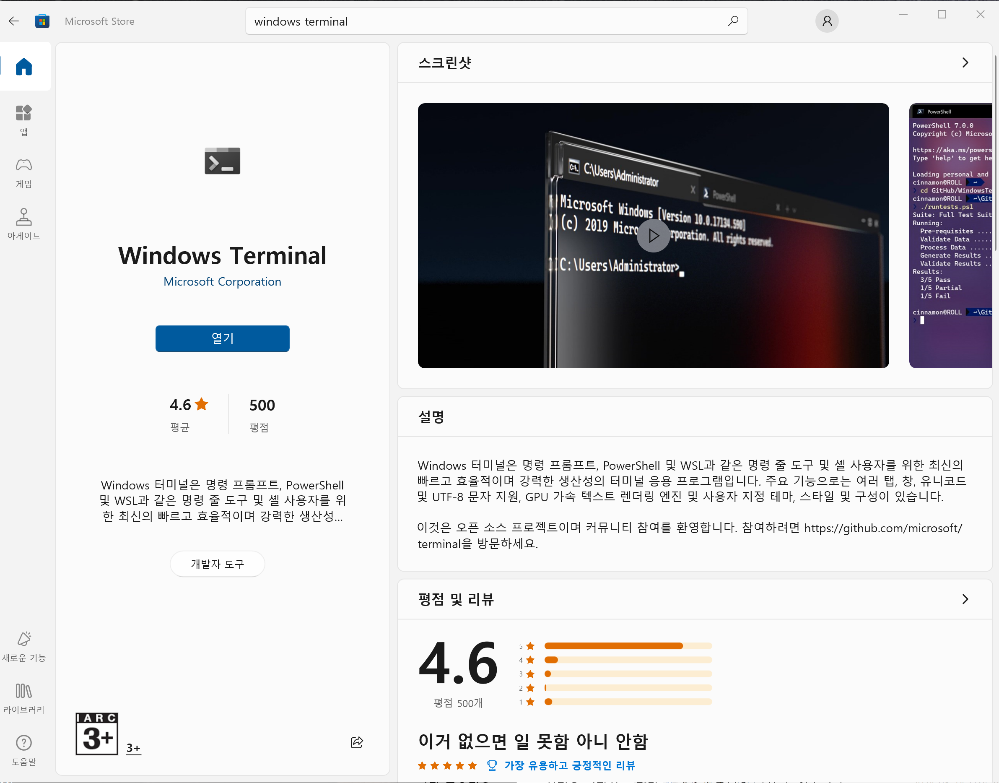 Microsoft Store
windows terminal
앱
게임
아케이드
새로운 기능
라이브러리
도움말
Windows Terminal
Microsoft Corporation
열기
4.6
평균
500
평점
Windows 터미널은 명령 프롬프트, PowerShell
및 WSL과 같은 명령 줄 도구 및 셸 사용자를 위
한 최신의 빠르고 효율적이며 강력한 생산성...
개발자 도구
IARC
3+
3+
스크린샷
C:\Users\Administrator
PowerShell
Microsoft Windows [Version 10.0.17134.590]
(c) 2019 Micro rporation. All rights reserved.
C:\Users\Administrator>
PowerShell
PowerShell 7.0.0
Copyright (c) Microso
https://aka.ms/powers
Type 'help' to get he
Loading personal and
cinnamon@ROLL ~
cd GitHub/WindowsTe
cinnamon@ROLL ~\Git
./runtests.ps1
Suite: Full Test Suit
Running:
Pre-requisites ....
Validate Data .....
Process Data ......
Generate Results ..
Validate Results ..
Results:
3/5 Pass
1/5 Partial
1/5 Fail
cinnamon@ROLL ~\Git
설명
Windows 터미널은 명령 프롬프트, PowerShell 및 WSL과 같은 명령 줄 도구 및 셸 사용자를 위한 최신의
빠르고 효율적이며 강력한 생산성의 터미널 응용 프로그램입니다. 주요 기능으로는 여러 탭, 창, 유니코드
및 UTF-8 문자 지원, GPU 가속 텍스트 렌더링 엔진 및 사용자 지정 테마, 스타일 및 구성이 있습니다.
이것은 오픈 소스 프로젝트이며 커뮤니티 참여를 환영합니다. 참여하려면 https://github.com/microsoft/
terminal을 방문하세요.
평점 및 리뷰
4.6
평점 500개
5
4
3
2
1
이거 없으면 일 못함 아니 안함
가장 유용하고 긍정적인 리뷰